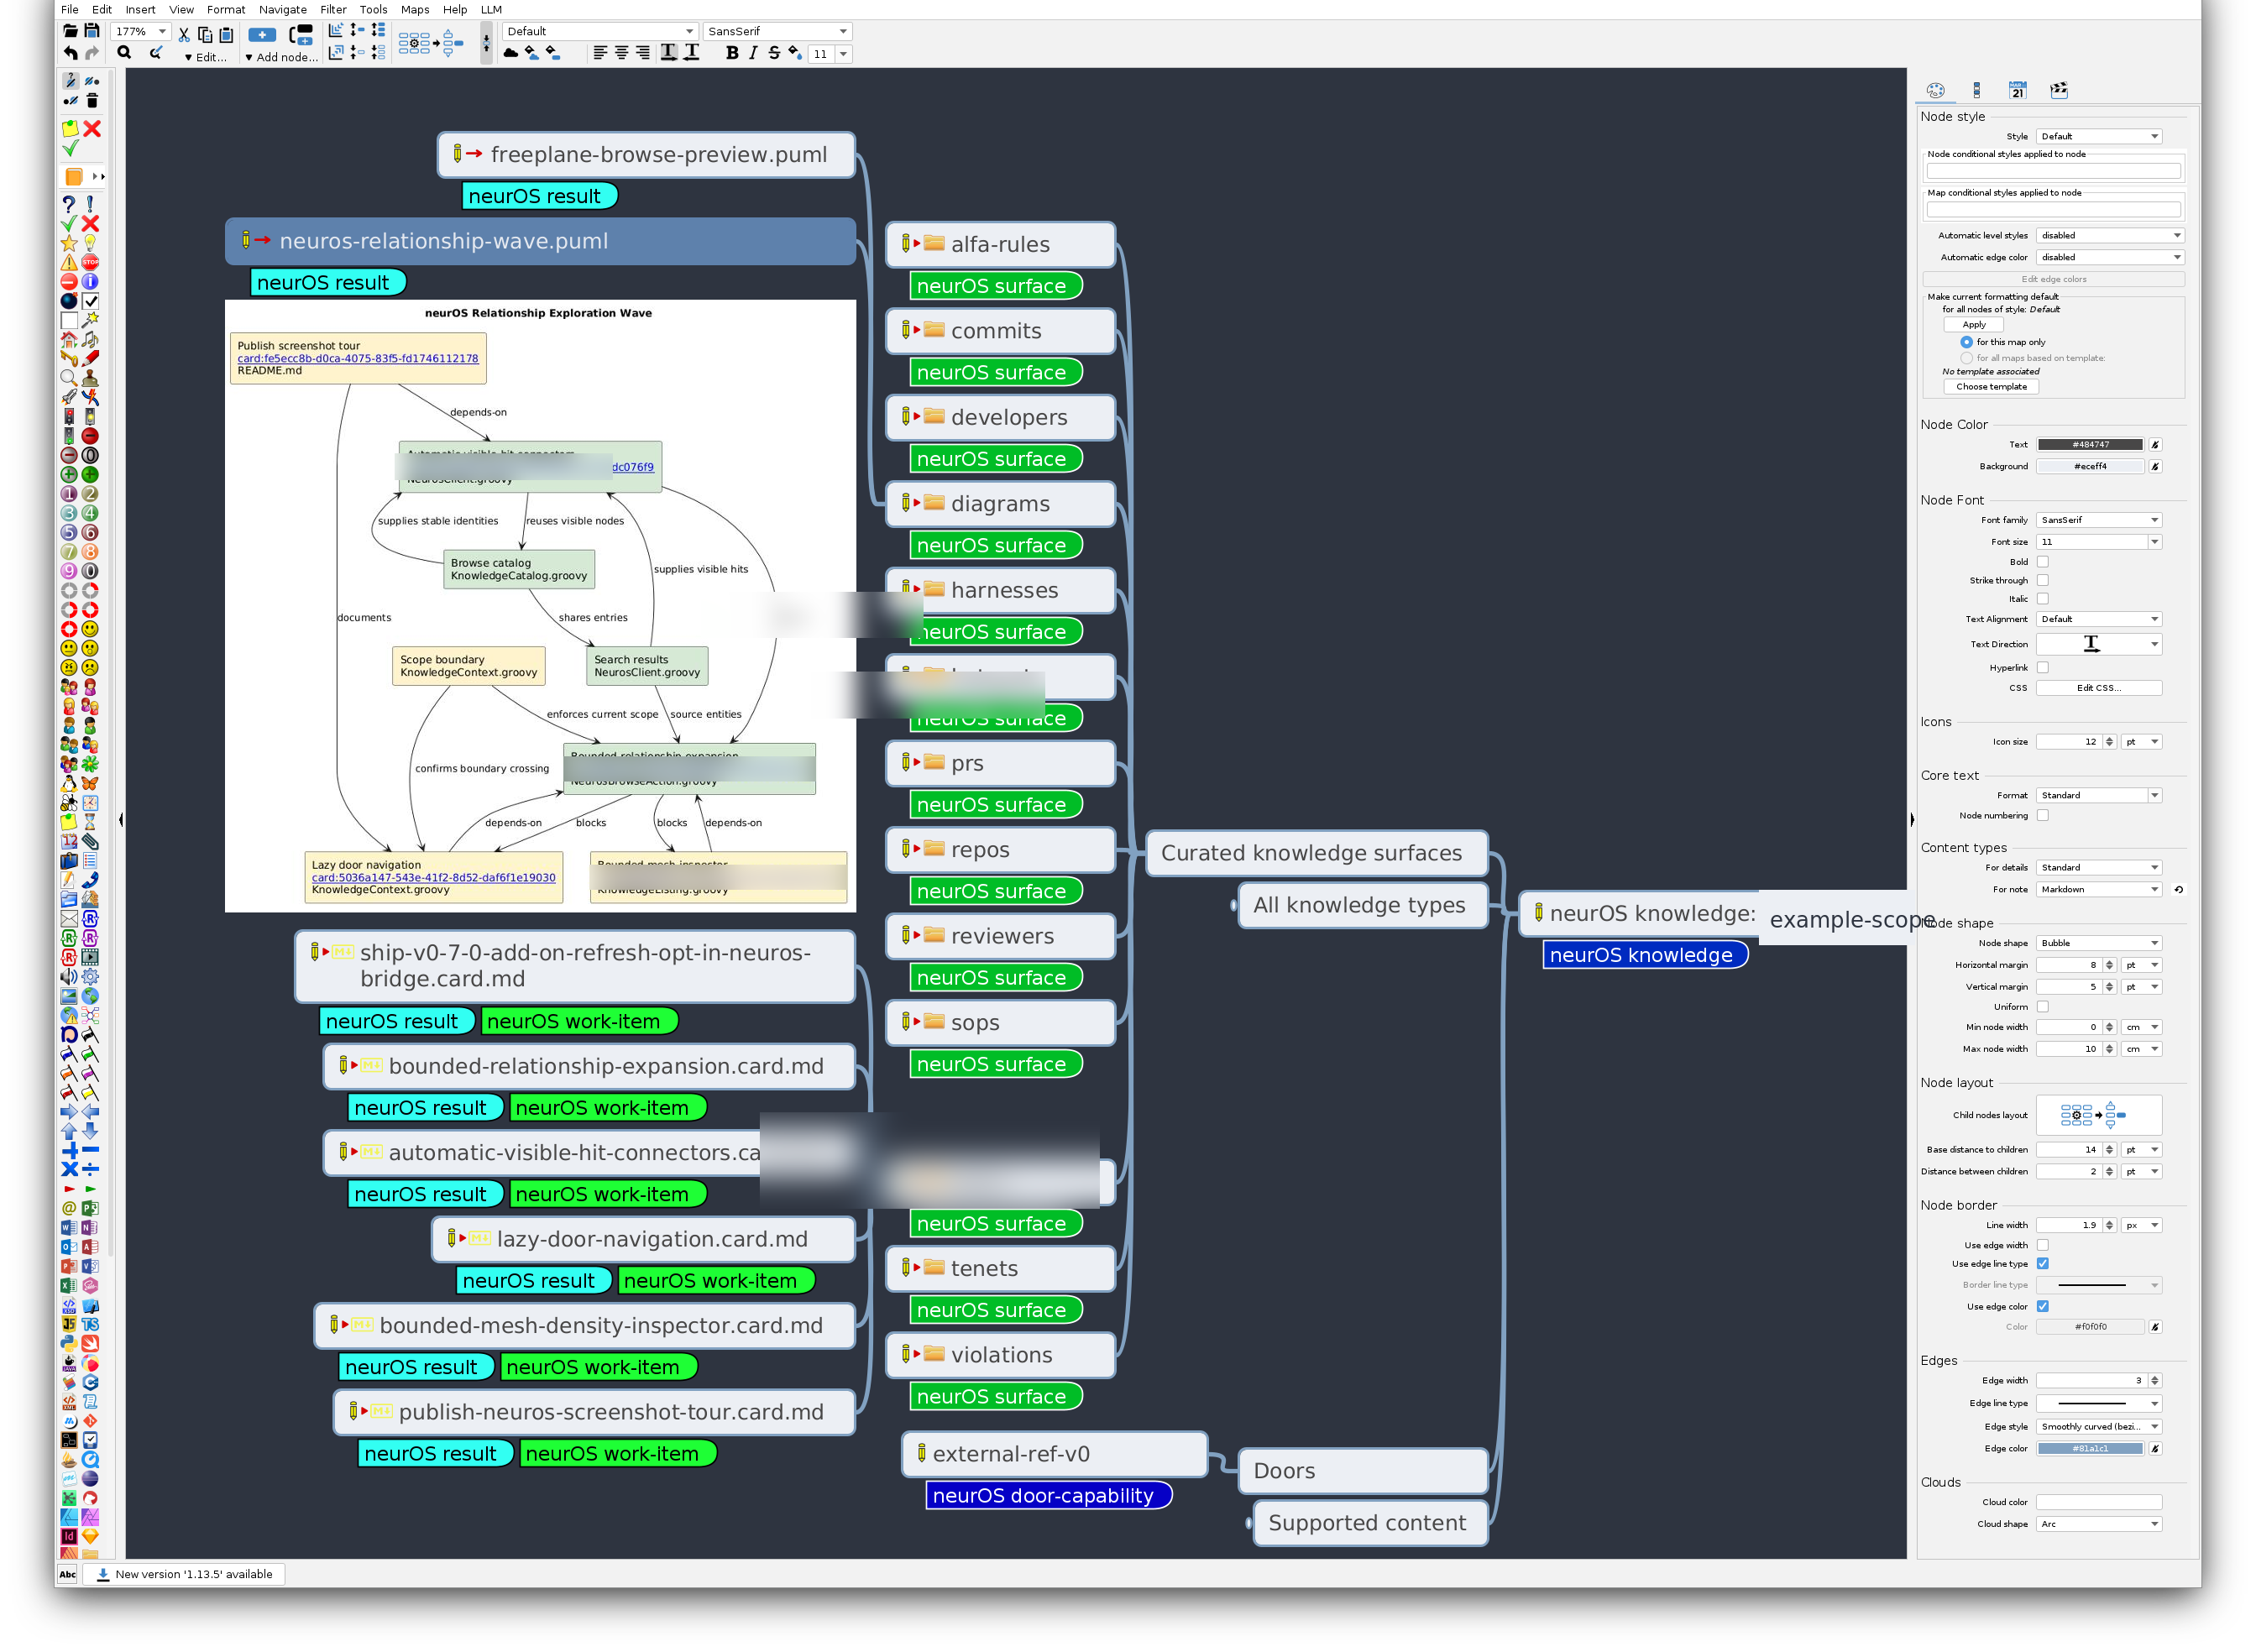 File Edit Insert View Format Navigate Filter Tools Maps Help LLM
177%
Edit...
Add node...
Default
SansSerif
11
freeplane-browse-preview.puml
neurOS result
neuros-relationship-wave.puml
neurOS result
neurOS Relationship Exploration Wave
Publish screenshot tour
card:fe5ecc8b-d0ca-4075-83f5-fd1746112178
README.md
depends-on
dc076f9
supplies stable identities
reuses visible nodes
Browse catalog
KnowledgeCatalog.groovy
supplies visible hits
documents
shares entries
Scope boundary
KnowledgeContext.groovy
Search results
NeurosClient.groovy
enforces current scope
source entities
confirms boundary crossing
NeurosBrowseAction.groovy
depends-on
blocks
blocks
depends-on
Lazy door navigation
card:5036a147-543e-41f2-8d52-daf6f1e19030
KnowledgeContext.groovy
KnowledgeListing.groovy
ship-v0-7-0-add-on-refresh-opt-in-neuros-
bridge.card.md
neurOS result neurOS work-item
bounded-relationship-expansion.card.md
neurOS result neurOS work-item
automatic-visible-hit-connectors.ca
neurOS result neurOS work-item
lazy-door-navigation.card.md
neurOS result neurOS work-item
bounded-mesh-density-inspector.card.md
neurOS result neurOS work-item
publish-neuros-screenshot-tour.card.md
neurOS result neurOS work-item
alfa-rules
neurOS surface
commits
neurOS surface
developers
neurOS surface
diagrams
neurOS surface
harnesses
neurOS surface
neurOS surface
prs
neurOS surface
repos
neurOS surface
reviewers
neurOS surface
sops
neurOS surface
neurOS surface
tenets
neurOS surface
violations
neurOS surface
external-ref-v0
neurOS door-capability
Curated knowledge surfaces
All knowledge types
Doors
Supported content
neurOS knowledge: example-scope
neurOS knowledge
Node style
Style Default
Node conditional styles applied to node
Map conditional styles applied to node
Automatic level styles disabled
Automatic edge color disabled
Edit edge colors
Make current formatting default
for all nodes of style: Default
Apply
for this map only
for all maps based on template:
No template associated
Choose template
Node Color
Text #484747
Background #eceff4
Node Font
Font family SansSerif
Font size 11
Bold
Strike through
Italic
Text Alignment Default
Text Direction T
Hyperlink
CSS Edit CSS...
Icons
Icon size 12 pt
Core text
Format Standard
Node numbering
Content types
For details Standard
For note Markdown
Node shape
Node shape Bubble
Horizontal margin 8 pt
Vertical margin 5 pt
Uniform
Min node width 0 cm
Max node width 10 cm
Node layout
Child nodes layout
Base distance to children 14 pt
Distance between children 2 pt
Node border
Line width 1.9 px
Use edge width
Use edge line type
Border line type
Use edge color
Color #f0f0f0
Edges
Edge width 3
Edge line type
Edge style Smoothly curved (bezi...
Edge color #81a1c1
Clouds
Cloud color
Cloud shape Arc
Abc
New version '1.13.5' available